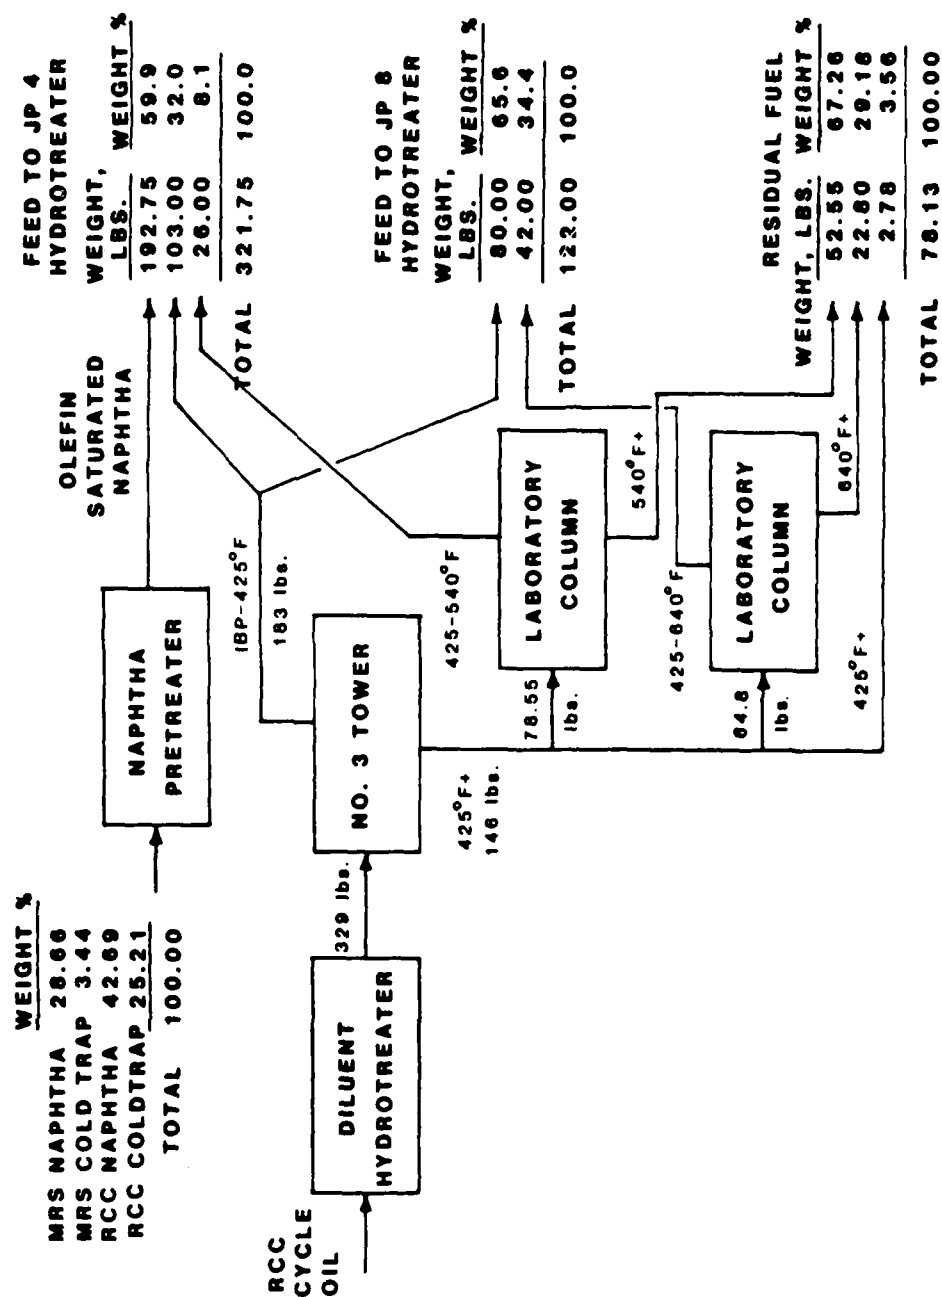 WEIGHT %
MRS NAPHTHA 28.66
MRS COLD TRAP 3.44
RCC NAPHTHA 42.69
RCC COLDTRAP 25.21
TOTAL 100.00
NAPHTHA
PRETREATER
OLEFIN
SATURATED
NAPHTHA
FEED TO JP 4
HYDROTREATER
WEIGHT,
LBS. WEIGHT %
192.75 59.9
103.00 32.0
26.00 8.1
TOTAL 321.75 100.0
RCC
CYCLE
OIL
DILUENT
HYDROTREATER
329 lbs.
NO. 3 TOWER
IBP-425°F
183 lbs.
425°F+
146 lbs.
FEED TO JP 8
HYDROTREATER
WEIGHT,
LBS. WEIGHT %
80.00 65.6
42.00 34.4
TOTAL 122.00 100.0
425-540°F
78.55
lbs.
LABORATORY
COLUMN
540°F+
425-640°F
64.8
lbs.
LABORATORY
COLUMN
640°F+
425°F+
RESIDUAL FUEL
WEIGHT, LBS. WEIGHT %
52.55 67.26
22.80 29.18
2.78 3.56
TOTAL 78.13 100.00